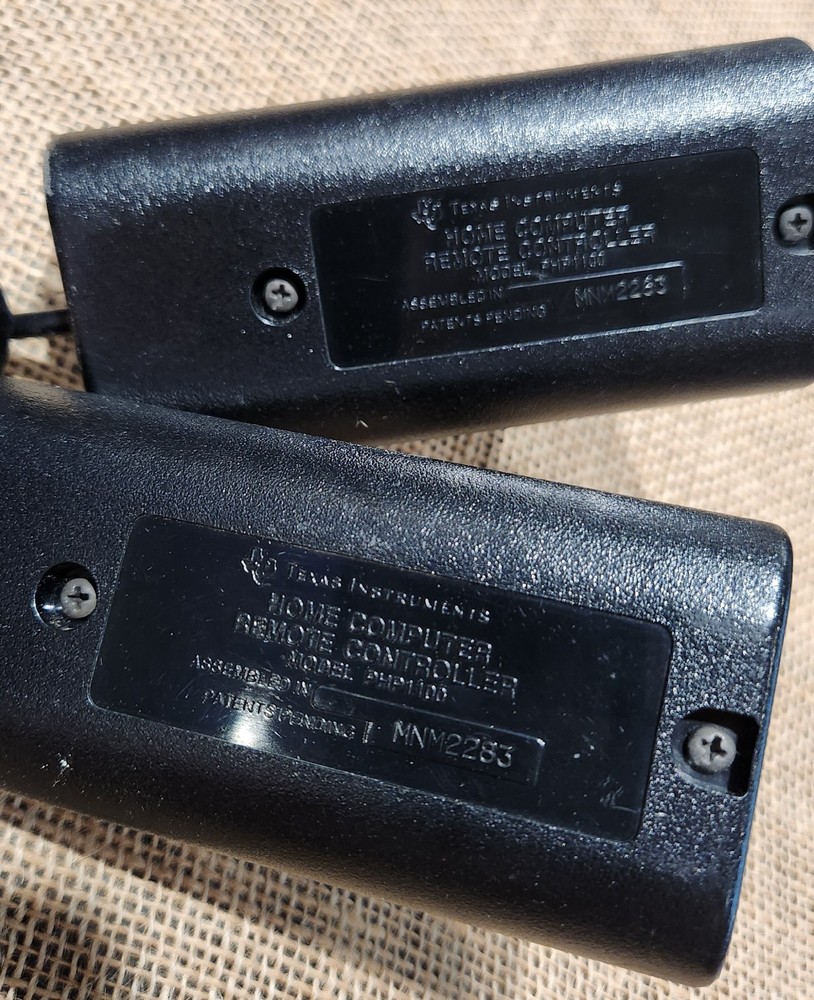 TEXAS INSTRUMENTS
HOME COMPUTER
REMOTE CONTROLLER
MODEL PHP1100
ASSEMBLED IN
PATENTS PENDING MNM2283
TEXAS INSTRUMENTS
HOME COMPUTER
REMOTE CONTROLLER
MODEL PHP1100
ASSEMBLED IN
PATENTS PENDING MNM2283